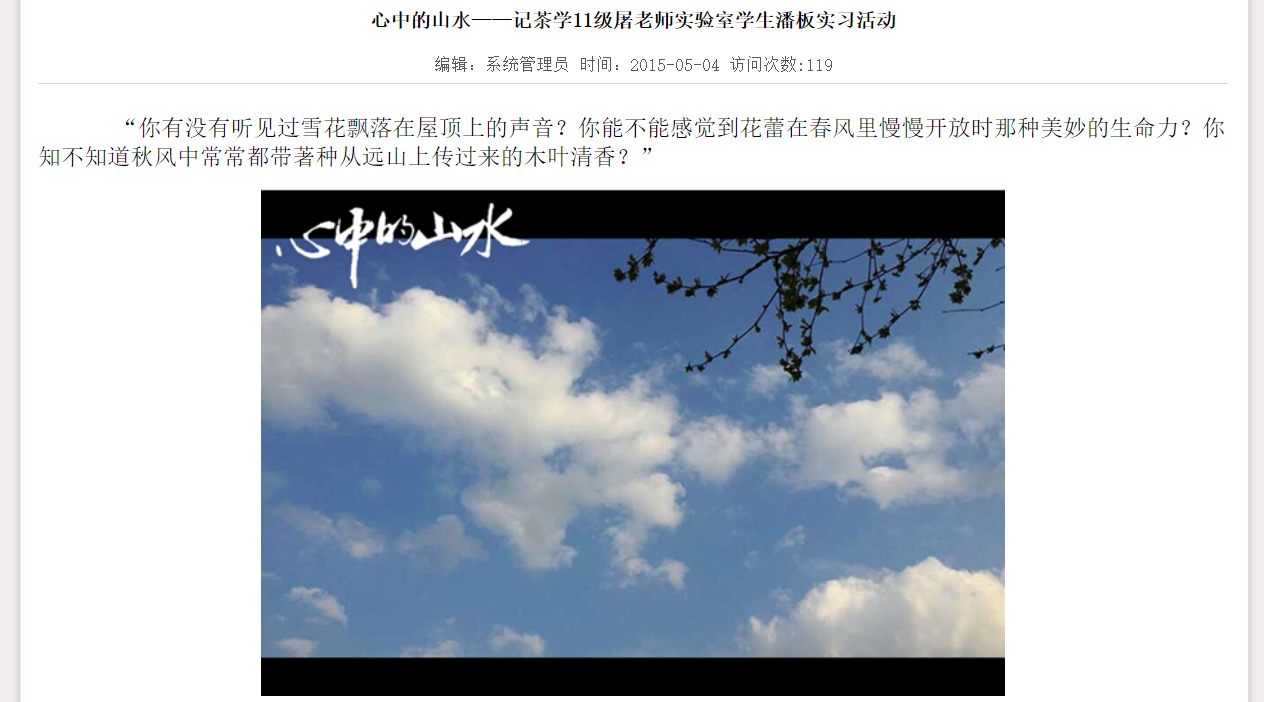 心中的山水——记茶学11级屠老师实验室学生潘板实习活动
编辑：系统管理员 时间：2015-05-04 访问次数:119
“你有没有听见过雪花飘落在屋顶上的声音？你能不能感觉到花蕾在春风里慢慢开放时那种美妙的生命力？你
知不知道秋风中常常都带著种从远山上传过来的木叶清香？”
心中的山水